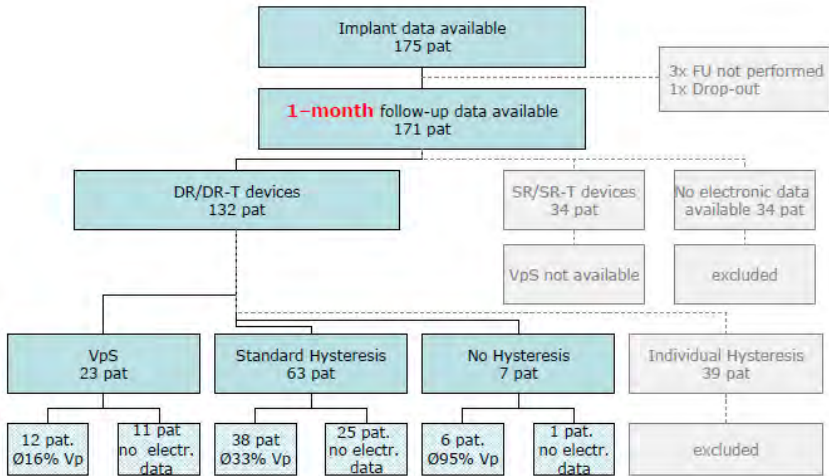 Implant data available
175 pat
3x FU not performed
1x Drop-out
1-month follow-up data available
171 pat
DR/DR-T devices
132 pat
SR/SR-T devices
34 pat
No electronic data
available 34 pat
VpS not available
excluded
VpS
23 pat
Standard Hysteresis
63 pat
No Hysteresis
7 pat
Individual Hysteresis
39 pat
12 pat.
Ø16% Vp
11 pat
no electr.
data
38 pat
Ø33% Vp
25 pat.
no electr.
data
6 pat.
Ø95% Vp
1 pat.
no electr.
data
excluded